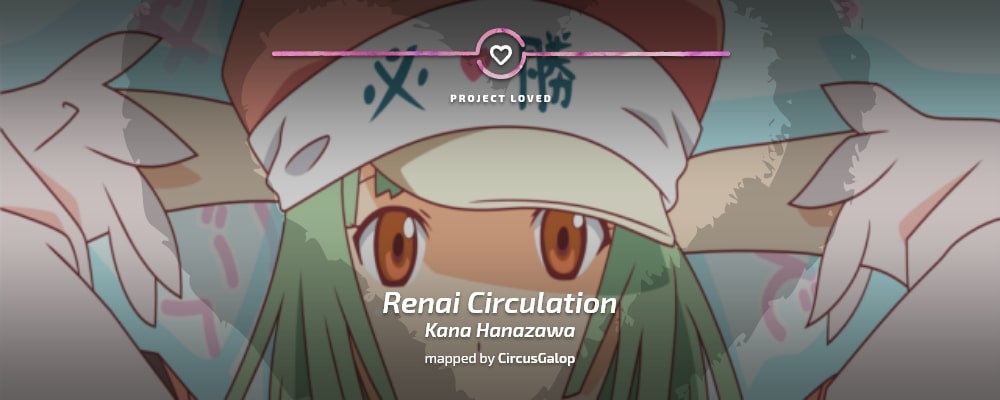 必勝
PROJECT LOVED
Renai Circulation
Kana Hanazawa
mapped by CircusGalop